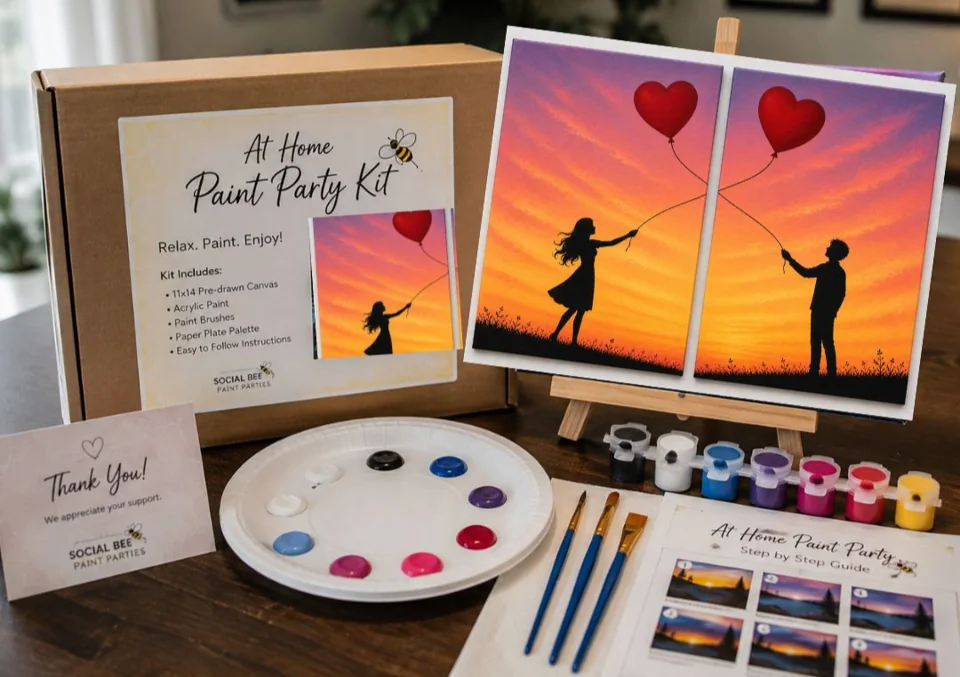 At Home
Paint Party Kit
Relax. Paint. Enjoy!
Kit Includes:
• 11x14 Pre-drawn Canvas
• Acrylic Paint
• Paint Brushes
• Paper Plate Palette
• Easy to Follow Instructions
SOCIAL BEE
PAINT PARTIES
Thank You!
We appreciate your support.
SOCIAL BEE
PAINT PARTIES
At Home Paint Party
Step by Step Guide